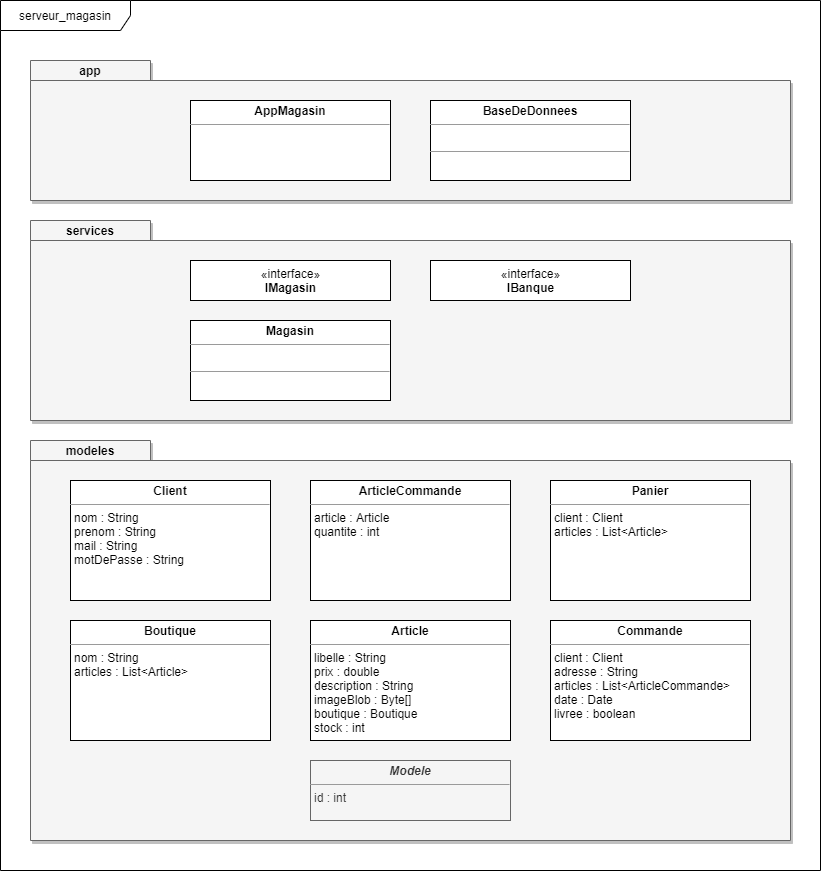 serveur_magasin
app
AppMagasin
BaseDeDonnees
services
«interface»
IMagasin
«interface»
IBanque
Magasin
modeles
Client
nom : String
prenom : String
mail : String
motDePasse : String
ArticleCommande
article : Article
quantite : int
Panier
client : Client
articles : List<Article>
Boutique
nom : String
articles : List<Article>
Article
libelle : String
prix : double
description : String
imageBlob : Byte[]
boutique : Boutique
stock : int
Commande
client : Client
adresse : String
articles : List<ArticleCommande>
date : Date
livree : boolean
Modele
id : int